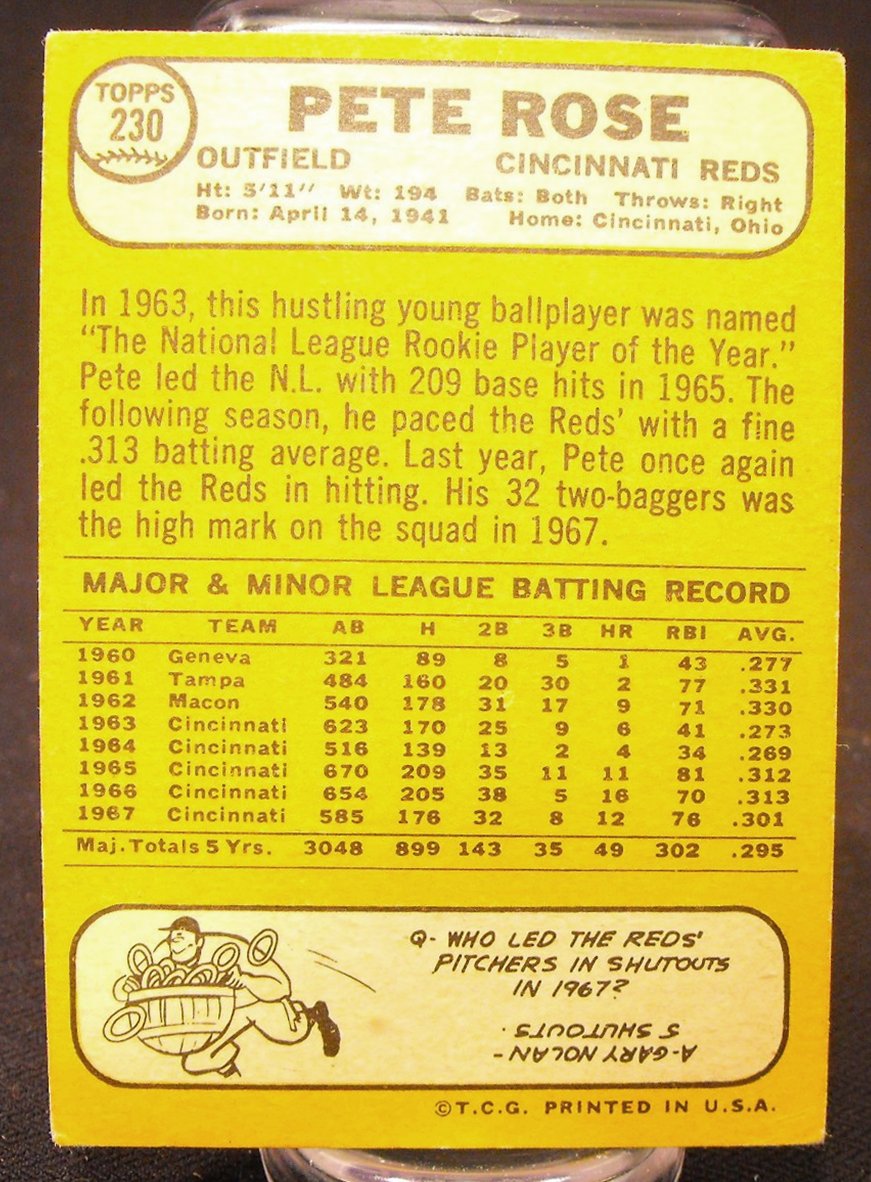 TOPPS
230
PETE ROSE
OUTFIELD CINCINNATI REDS
Ht: 5'11" Wt: 194 Bats: Both Throws: Right
Born: April 14, 1941 Home: Cincinnati, Ohio
In 1963, this hustling young ballplayer was named
"The National League Rookie Player of the Year."
Pete led the N.L. with 209 base hits in 1965. The
following season, he paced the Reds' with a fine
.313 batting average. Last year, Pete once again
led the Reds in hitting. His 32 two-baggers was
the high mark on the squad in 1967.
MAJOR & MINOR LEAGUE BATTING RECORD
YEAR TEAM AB H 2B 3B HR RBI AVG.
1960 Geneva 321 89 8 5 1 43 .277
1961 Tampa 484 160 20 30 2 77 .331
1962 Macon 540 178 31 17 9 71 .330
1963 Cincinnati 623 170 25 9 6 41 .273
1964 Cincinnati 516 139 13 2 4 34 .269
1965 Cincinnati 670 209 35 11 11 81 .312
1966 Cincinnati 654 205 38 5 16 70 .313
1967 Cincinnati 585 176 32 8 12 76 .301
Maj. Totals 5 Yrs. 3048 899 143 35 49 302 .295
Q- WHO LED THE REDS'
PITCHERS IN SHUTOUTS
IN 1967?
A-GARY NOLAN -
5 SHUTOUTS.
©T.C.G. PRINTED IN U.S.A.